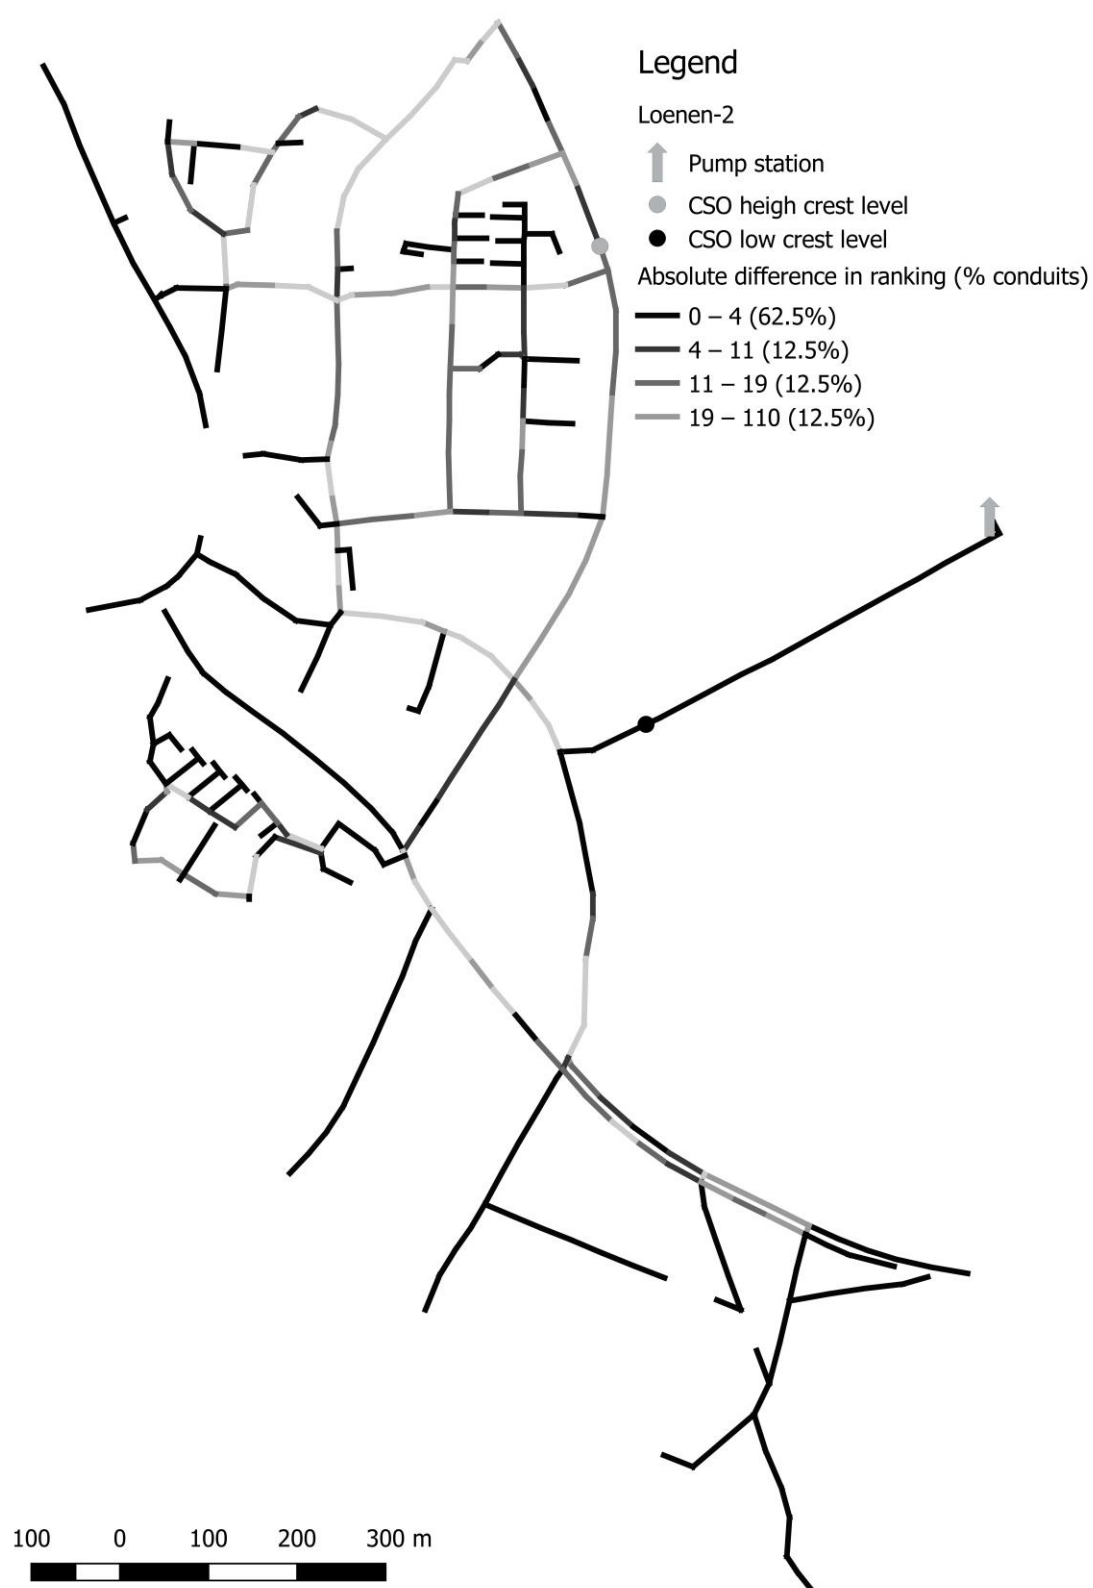 Legend
Loenen-2
Pump station
CSO heigh crest level
CSO low crest level
Absolute difference in ranking (% conduits)
0 – 4 (62.5%)
4 – 11 (12.5%)
11 – 19 (12.5%)
19 – 110 (12.5%)
100 0 100 200 300 m